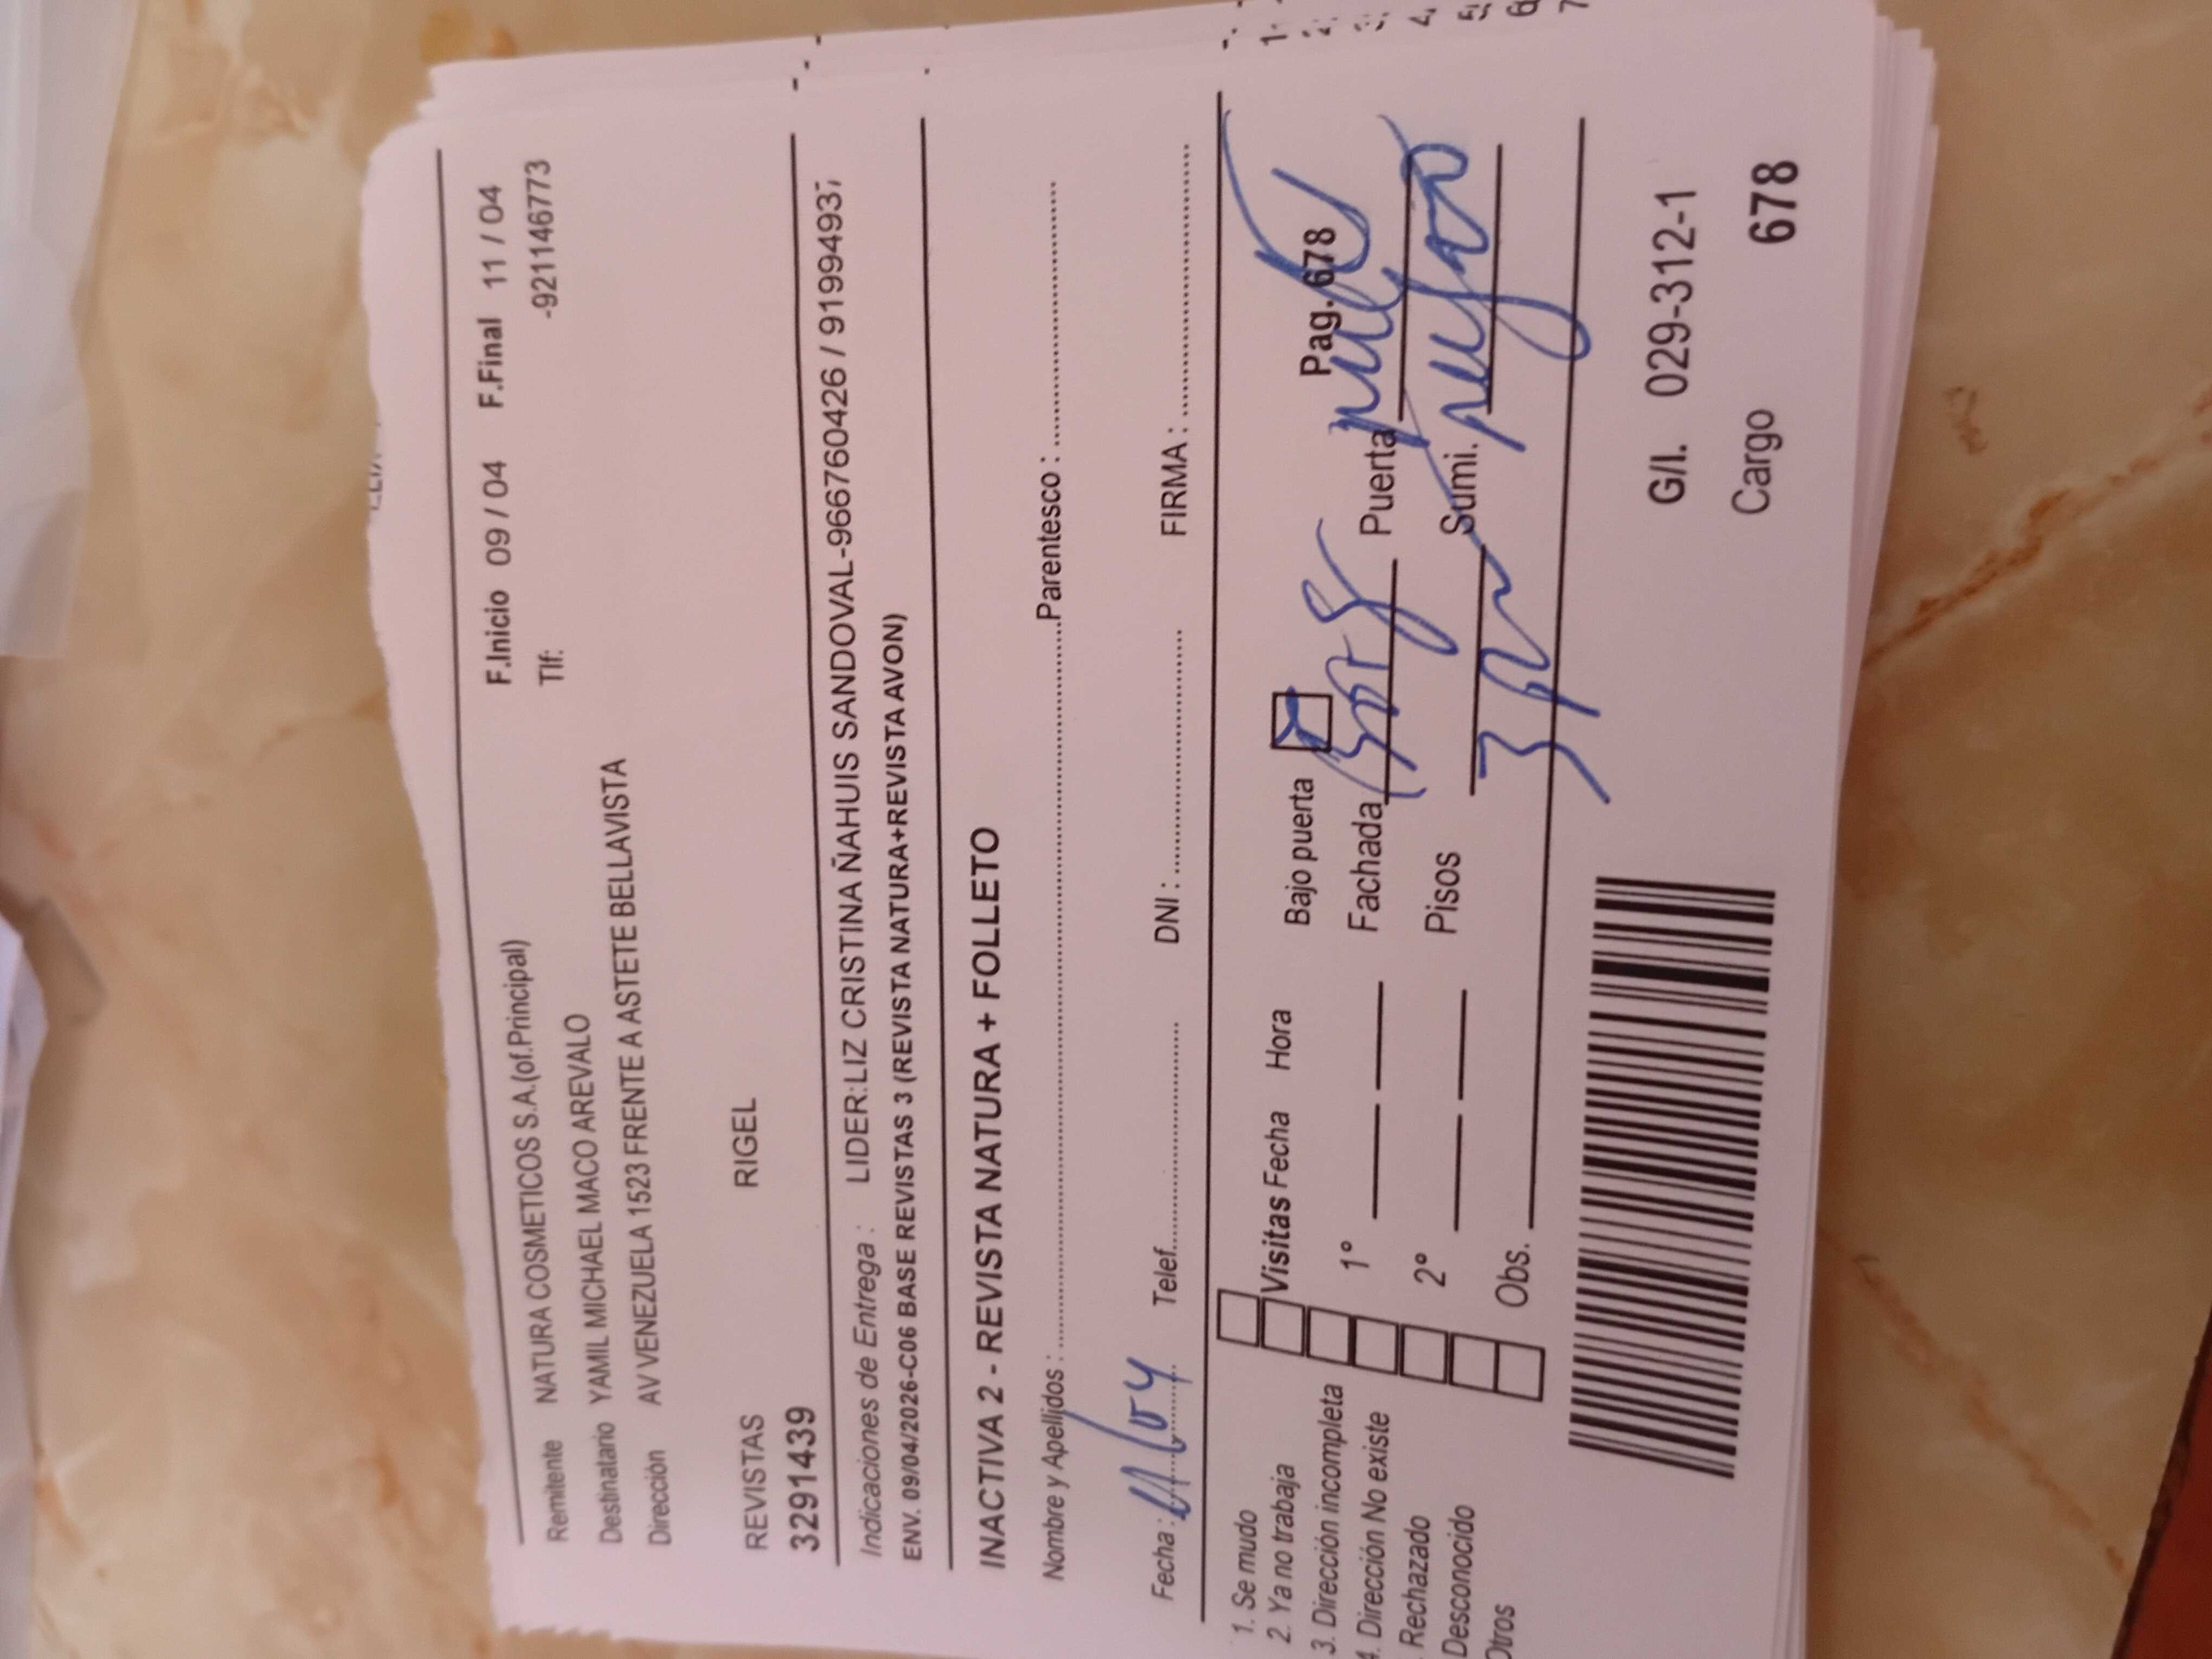 F.Inicio 09 / 04 F.Final 11 / 04
Remitente NATURA COSMETICOS S.A.(of.Principal) Tlf: -921146773
Destinatario YAMIL MICHAEL MACO AREVALO
Dirección AV VENEZUELA 1523 FRENTE A ASTETE BELLAVISTA
REVISTAS RIGEL
3291439
Indicaciones de Entrega : LIDER:LIZ CRISTINA ÑAHUIS SANDOVAL-966760426 / 9199493
ENV. 09/04/2026-C06 BASE REVISTAS 3 (REVISTA NATURA+REVISTA AVON)
INACTIVA 2 - REVISTA NATURA + FOLLETO
Nombre y Apellidos : Parentesco :
Fecha : 11/04 Telef. DNI : FIRMA :
1. Se mudo
2. Ya no trabaja Visitas Fecha Hora Bajo puerta Pag. 678
3. Dirección incompleta 1° Fachada Puerta
4. Dirección No existe
Rechazado 2° Pisos Sumi.
Desconocido
Otros Obs.
G/I. 029-312-1
Cargo 678